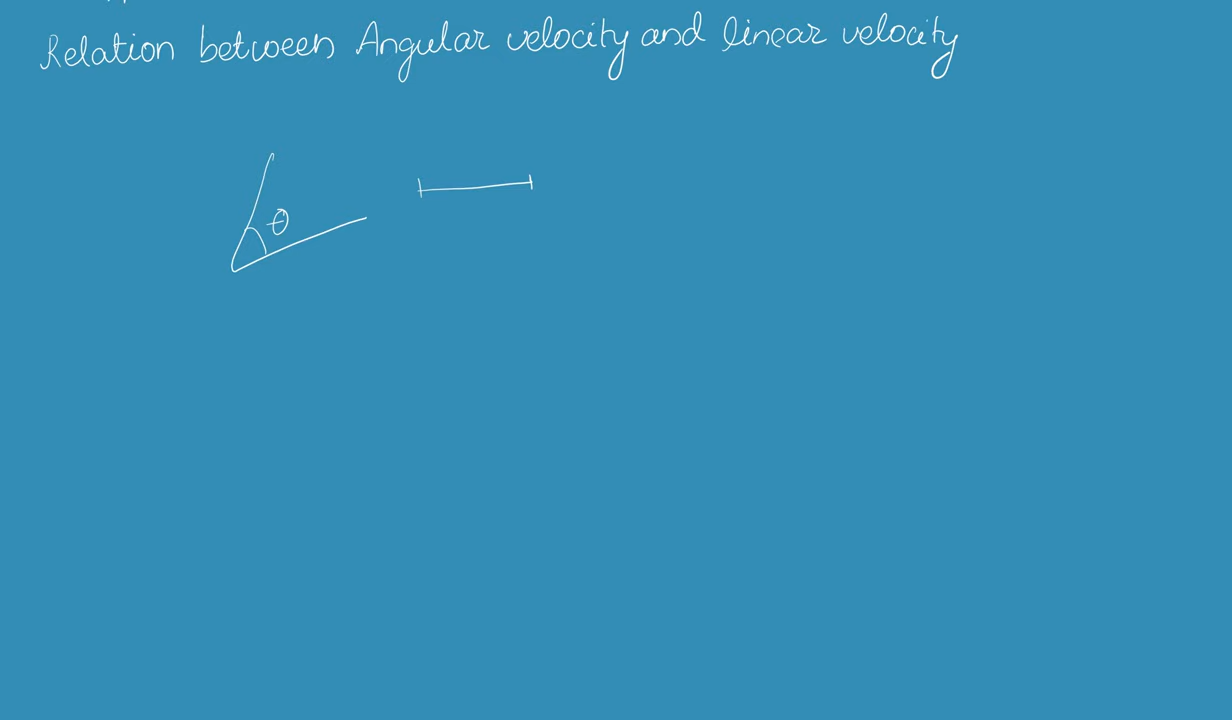 Relation between Angular velocity and linear velocity
θ